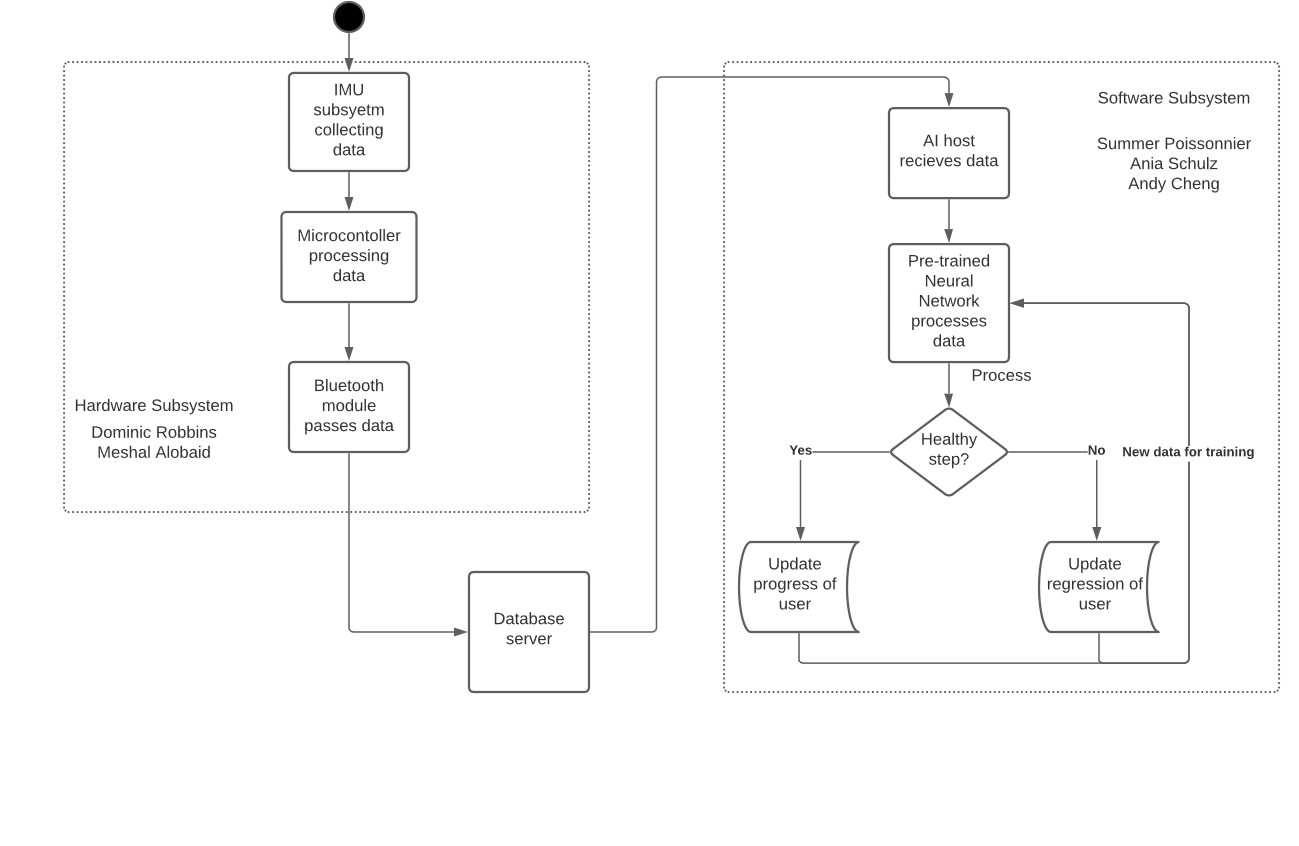 IMU
subsyetm
collecting
data
Microcontoller
processing
data
Bluetooth
module
passes data
Hardware Subsystem
Dominic Robbins
Meshal Alobaid
Database
server
Software Subsystem
Summer Poissonnier
Ania Schulz
Andy Cheng
AI host
recieves data
Pre-trained
Neural
Network
processes
data
Process
Healthy
step?
Yes
No
New data for training
Update
progress of
user
Update
regression of
user